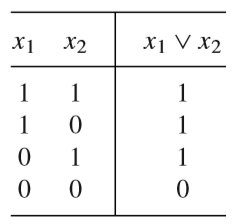 x₁ x₂ x₁ ∨ x₂
1 1 1
1 0 1
0 1 1
0 0 0